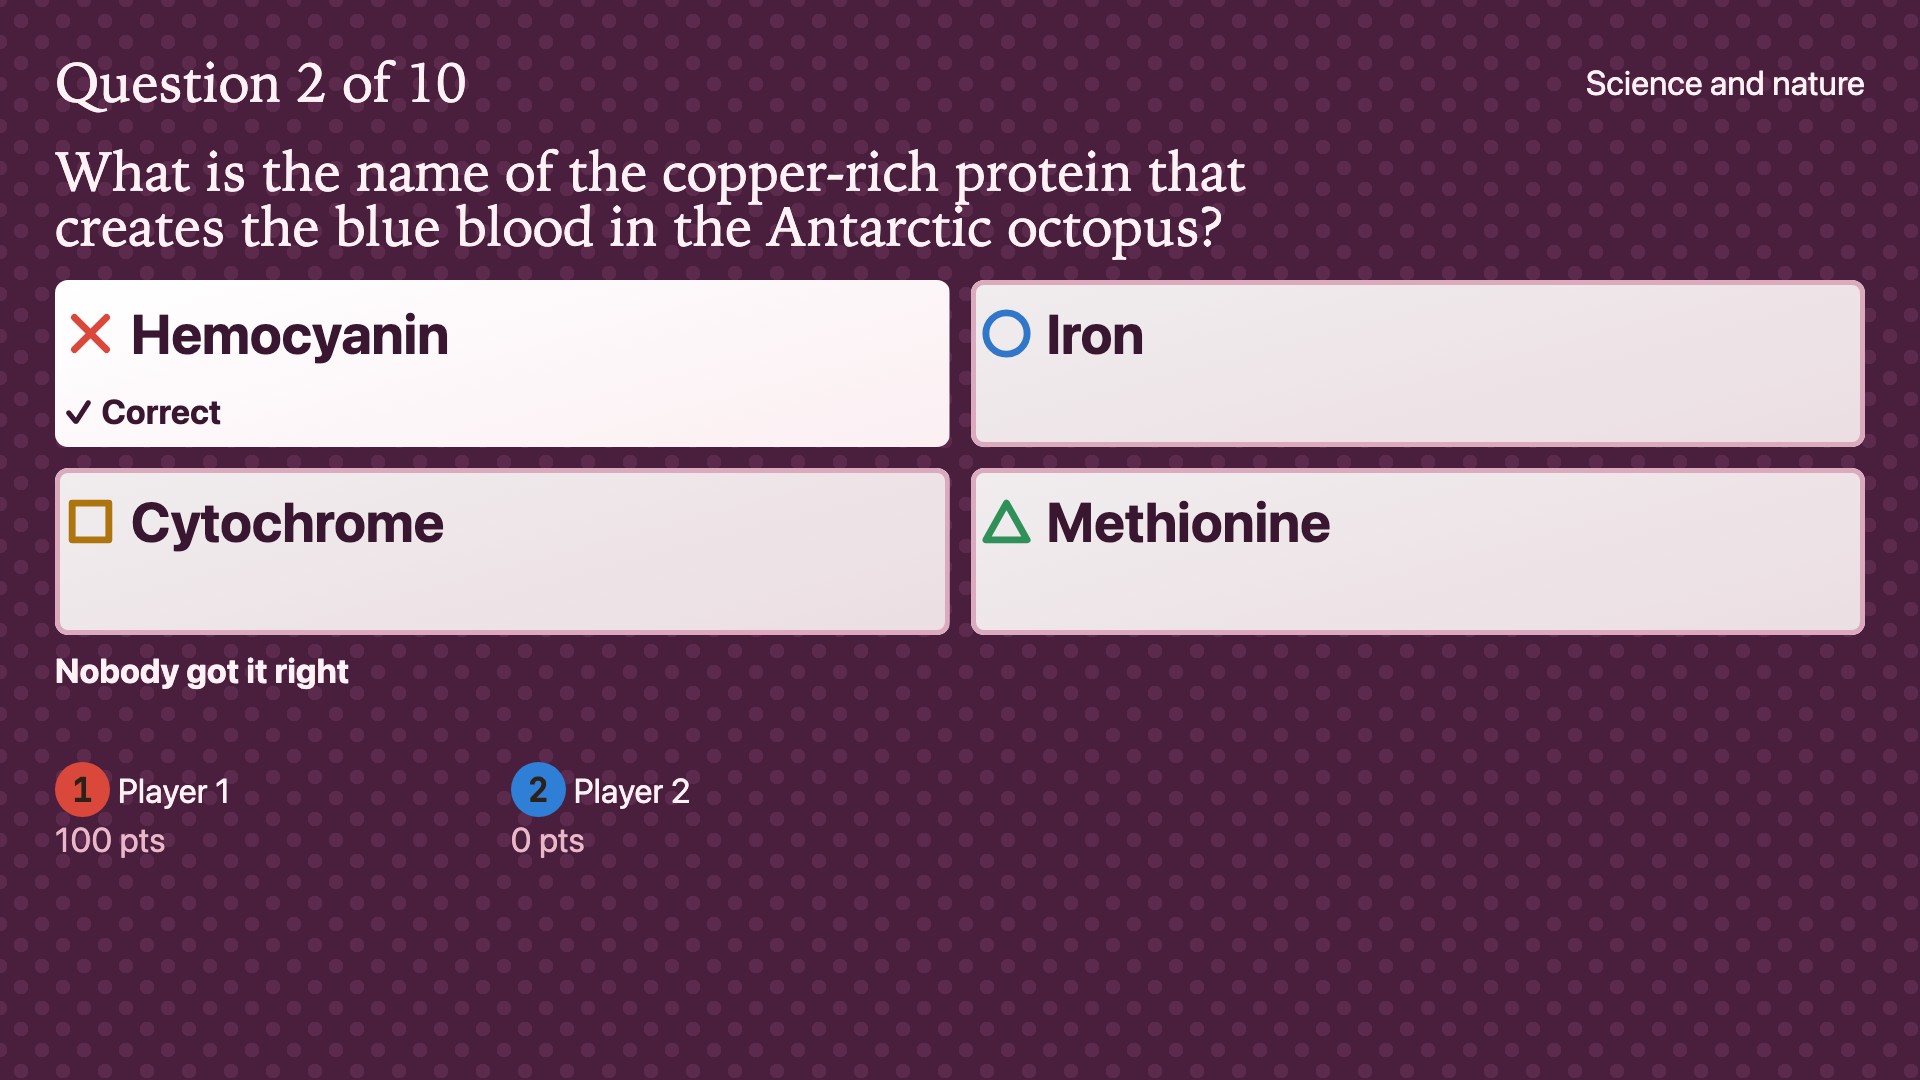 Question 2 of 10
Science and nature
What is the name of the copper-rich protein that
creates the blue blood in the Antarctic octopus?
Hemocyanin
✓ Correct
Iron
Cytochrome
Methionine
Nobody got it right
1 Player 1
100 pts
2 Player 2
0 pts